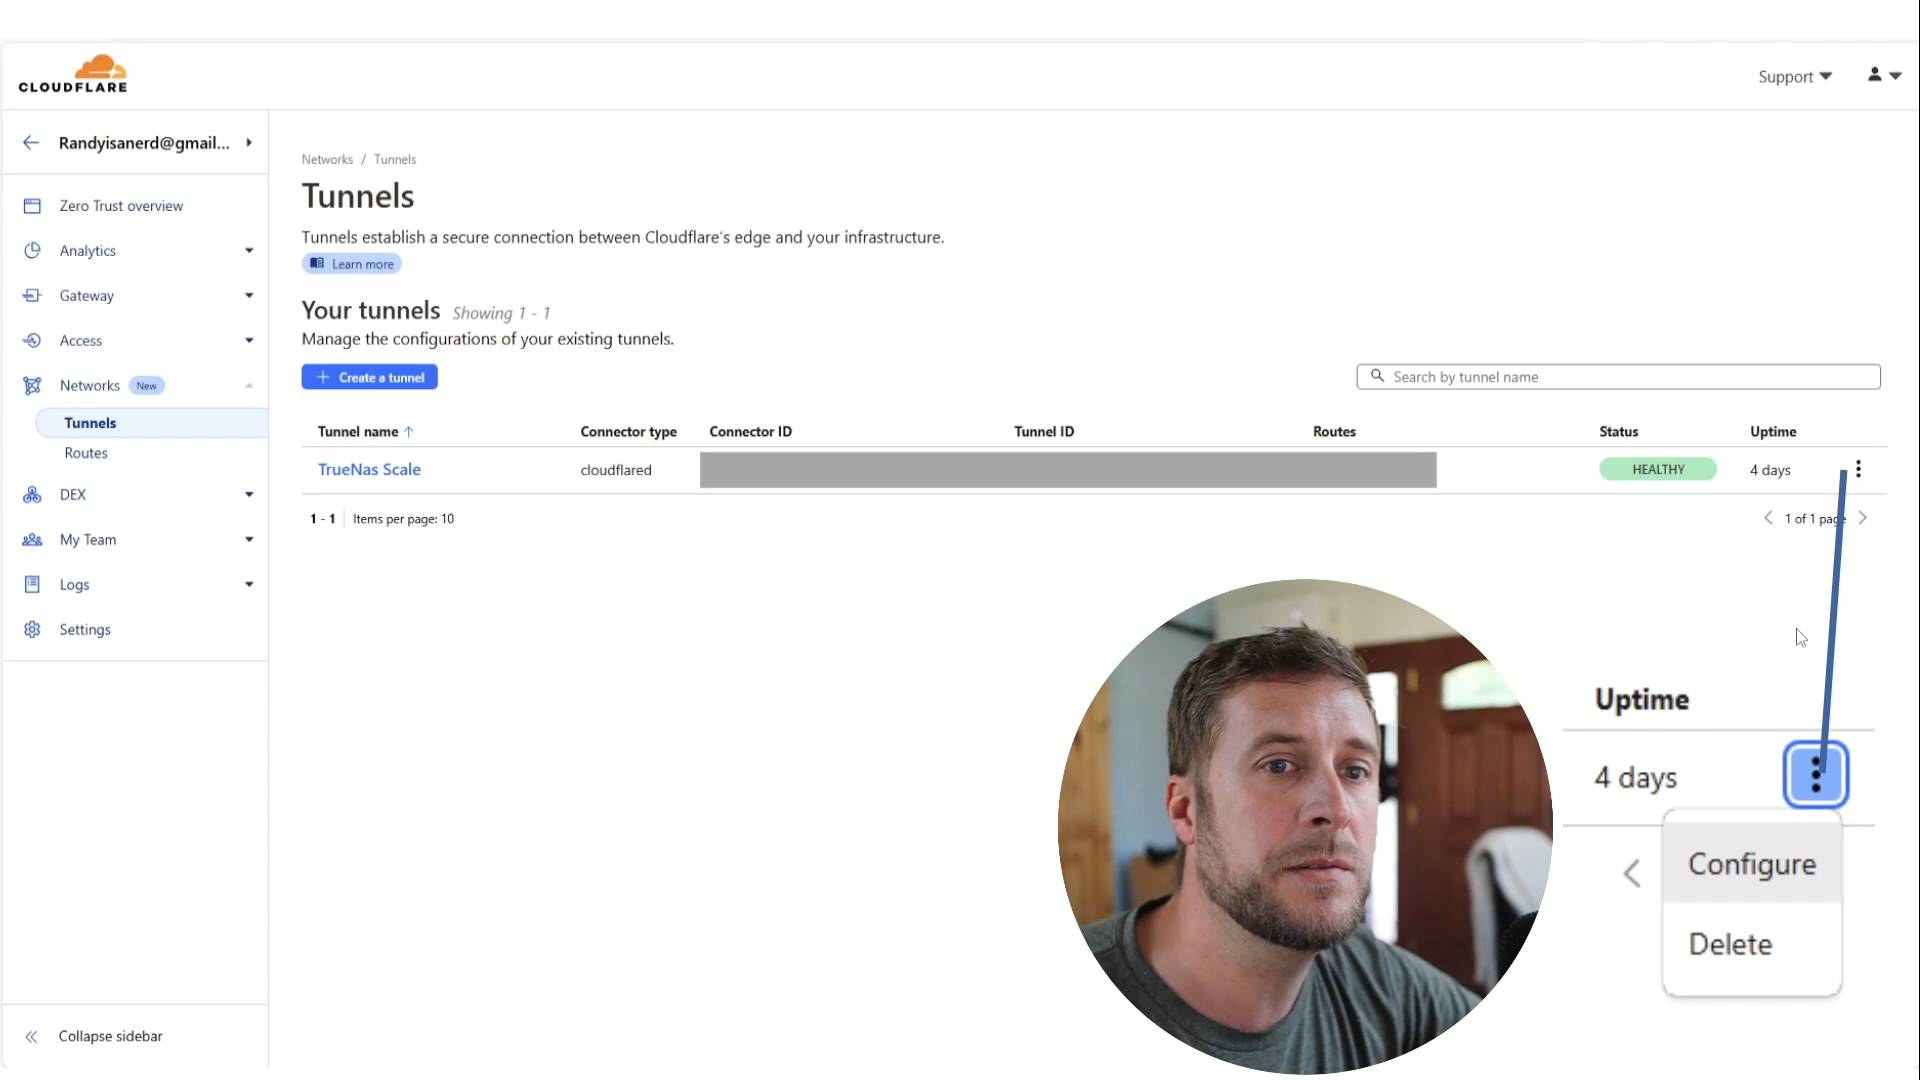 CLOUDFLARE
Support
Randyisanerd@gmail...
Zero Trust overview
Analytics
Gateway
Access
Networks New
Tunnels
Routes
DEX
My Team
Logs
Settings
Collapse sidebar
Networks / Tunnels
Tunnels
Tunnels establish a secure connection between Cloudflare's edge and your infrastructure.
Learn more
Your tunnels Showing 1 - 1
Manage the configurations of your existing tunnels.
+ Create a tunnel
Search by tunnel name
Tunnel name ↑ Connector type Connector ID Tunnel ID Routes Status Uptime
TrueNas Scale cloudflared HEALTHY 4 days
1 - 1 Items per page: 10
1 of 1 page
Uptime
4 days
Configure
Delete